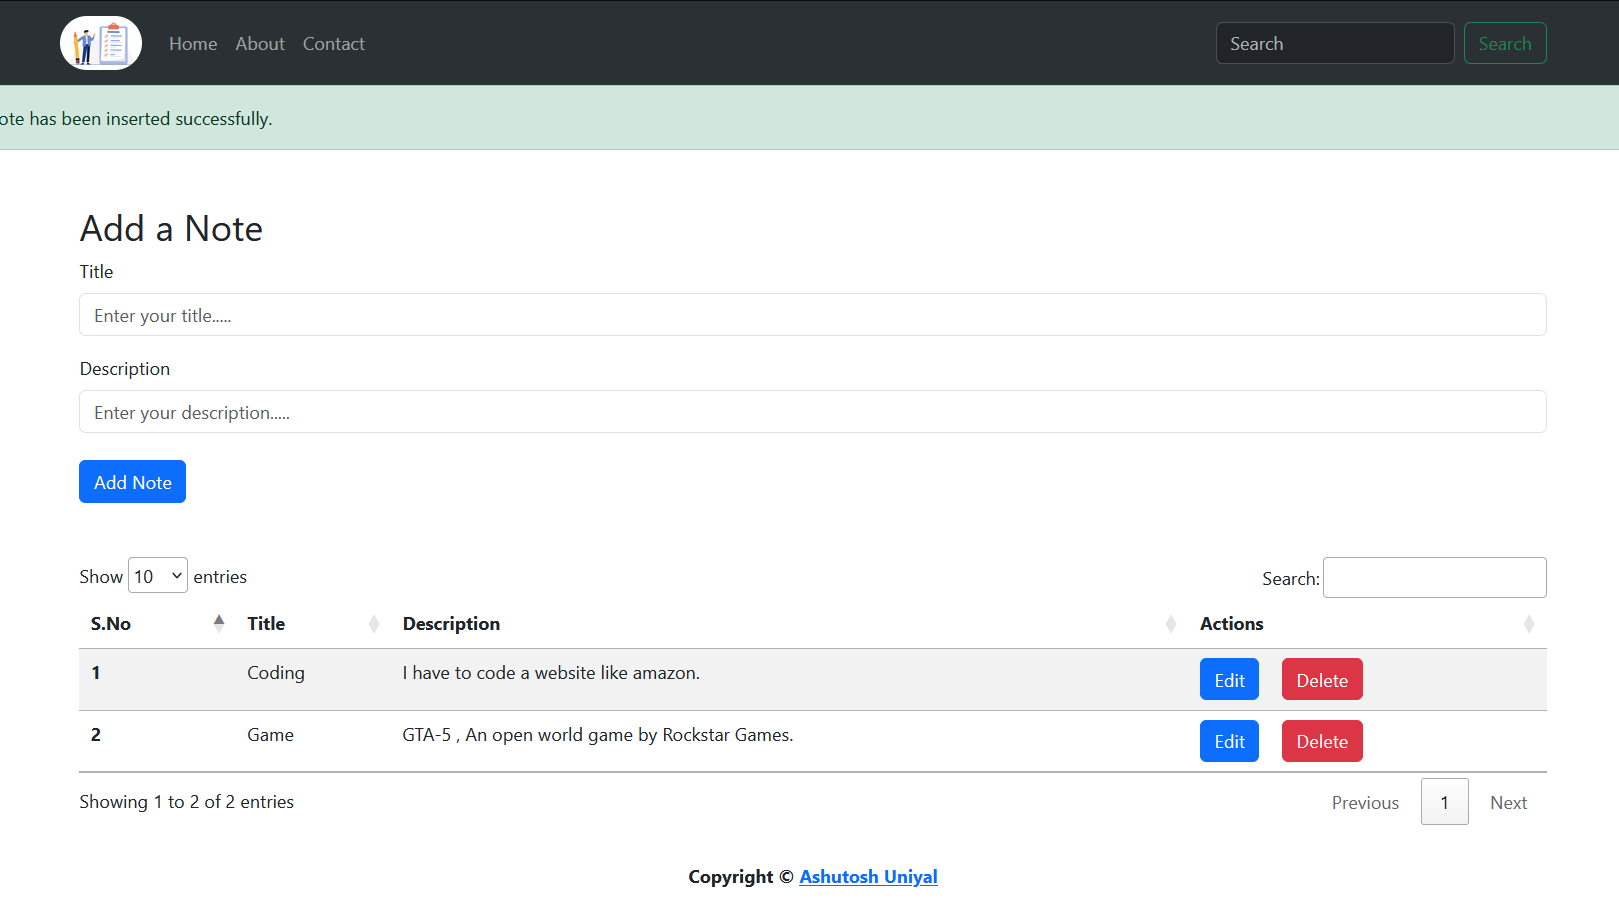 Home About Contact Search Search
ote has been inserted successfully.
Add a Note
Title
Enter your title.....
Description
Enter your description.....
Add Note
Show 10 entries Search:
S.No Title Description Actions
1 Coding I have to code a website like amazon. Edit Delete
2 Game GTA-5 , An open world game by Rockstar Games. Edit Delete
Showing 1 to 2 of 2 entries Previous 1 Next
Copyright © Ashutosh Uniyal